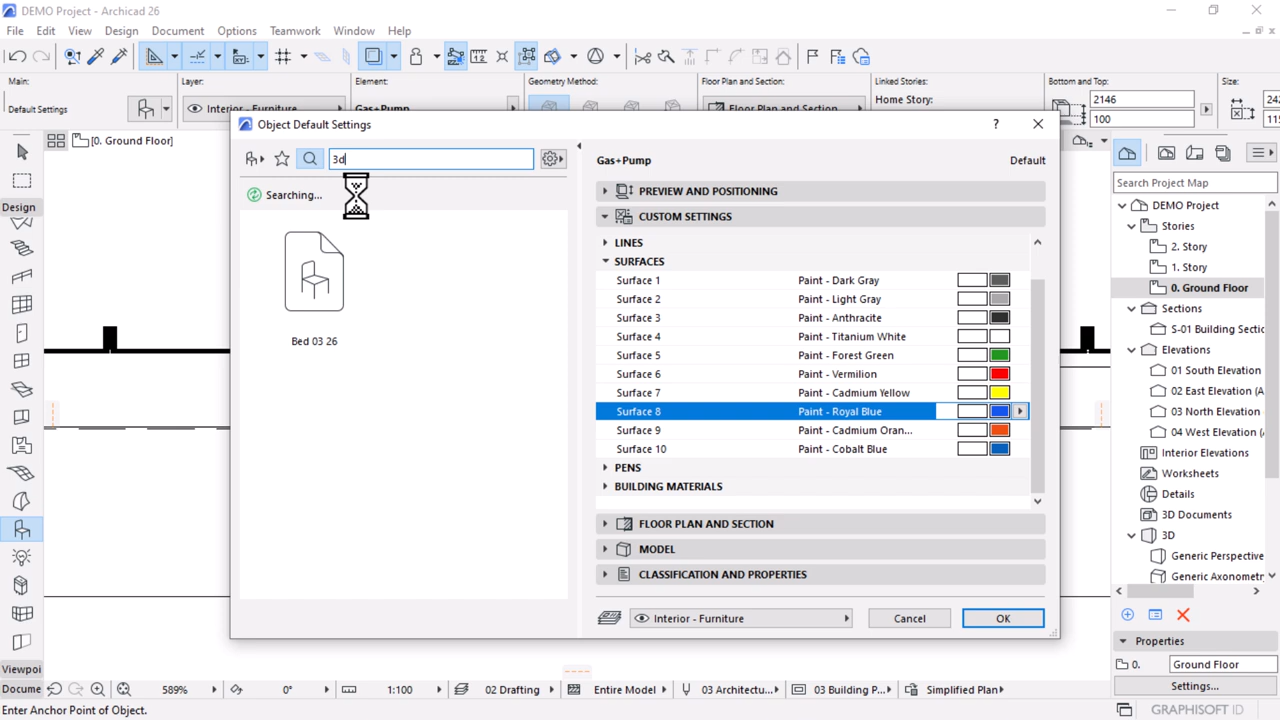 DEMO Project - Archicad 26
File Edit View Design Document Options Teamwork Window Help
Main: Layer: Element: Geometry Method: Floor Plan and Section: Linked Stories: Bottom and Top: Size:
Default Settings Interior - Furniture Gas+Pump Floor Plan and Section Home Story: 2146
100
[0. Ground Floor]
Object Default Settings
3d
Searching...
Bed 03 26
Gas+Pump Default
PREVIEW AND POSITIONING
CUSTOM SETTINGS
LINES
SURFACES
Surface 1 Paint - Dark Gray
Surface 2 Paint - Light Gray
Surface 3 Paint - Anthracite
Surface 4 Paint - Titanium White
Surface 5 Paint - Forest Green
Surface 6 Paint - Vermilion
Surface 7 Paint - Cadmium Yellow
Surface 8 Paint - Royal Blue
Surface 9 Paint - Cadmium Oran...
Surface 10 Paint - Cobalt Blue
PENS
BUILDING MATERIALS
FLOOR PLAN AND SECTION
MODEL
CLASSIFICATION AND PROPERTIES
Interior - Furniture Cancel OK
Design
Viewpoi
Docume
Search Project Map
DEMO Project
Stories
2. Story
1. Story
0. Ground Floor
Sections
S-01 Building Sectic
Elevations
01 South Elevation
02 East Elevation (A
03 North Elevation
04 West Elevation (A
Interior Elevations
Worksheets
Details
3D Documents
3D
Generic Perspective
Generic Axonometr
Properties
0. Ground Floor
Settings...
589% 0° 1:100 02 Drafting Entire Model 03 Architectu... 03 Building P... Simplified Plan
Enter Anchor Point of Object.
GRAPHISOFT ID